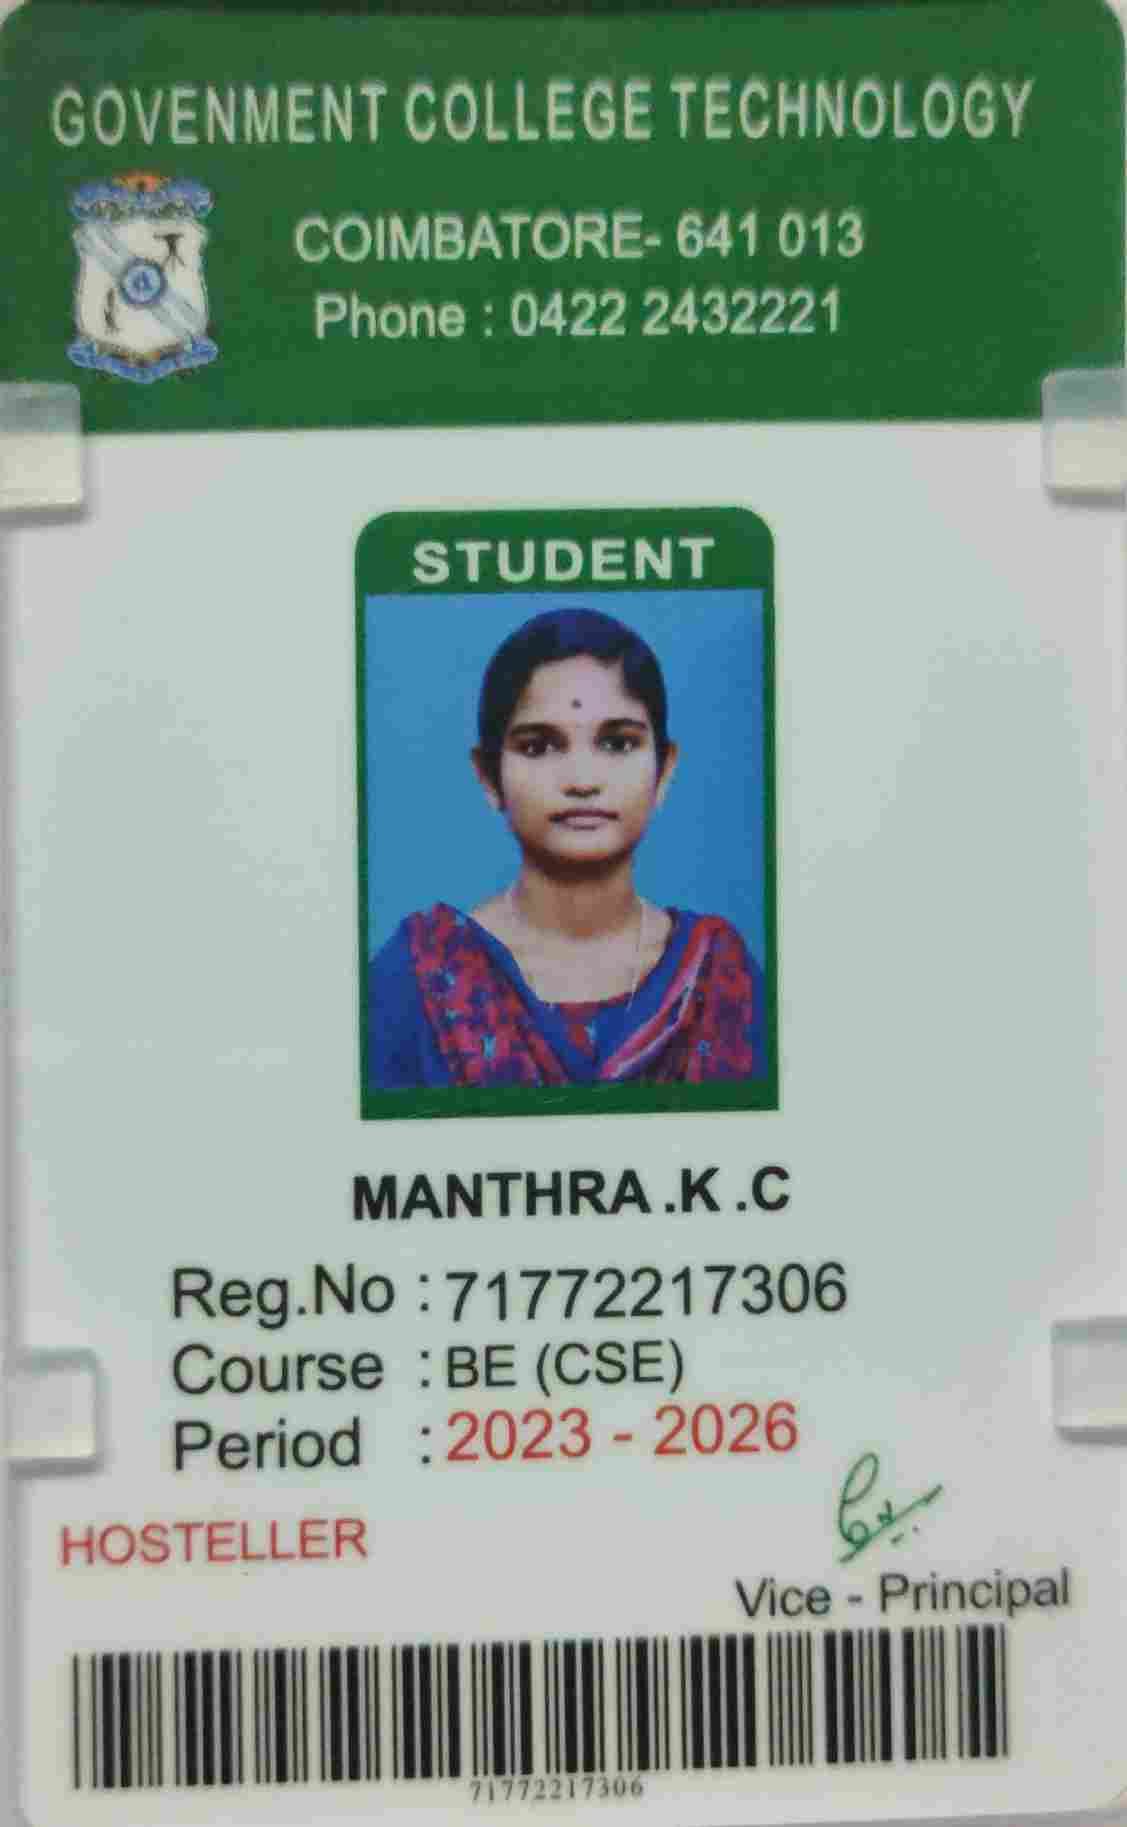 GOVENMENT COLLEGE TECHNOLOGY
COIMBATORE- 641 013
Phone : 0422 2432221
STUDENT
MANTHRA .K .C
Reg.No : 71772217306
Course : BE (CSE)
Period : 2023 - 2026
HOSTELLER
Vice - Principal
71772217306